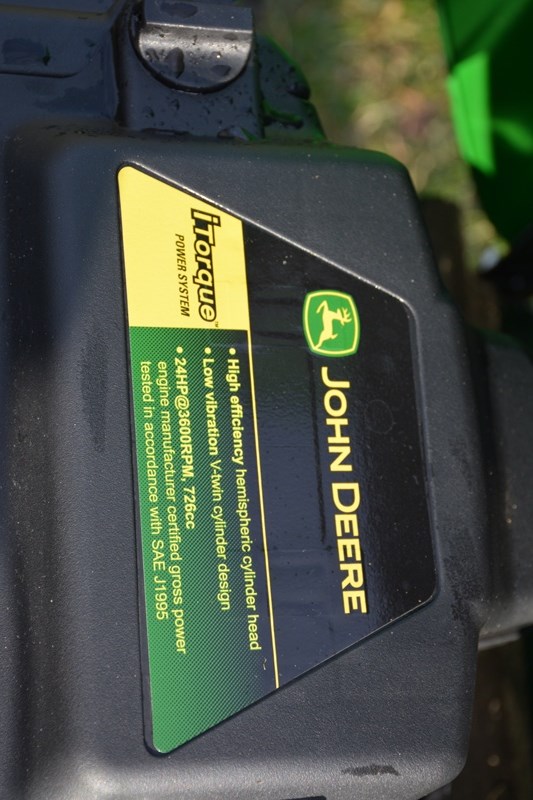 JOHN DEERE
iTorque™
POWER SYSTEM
• High efficiency hemispheric cylinder head
• Low vibration V-twin cylinder design
• 24HP@3600RPM, 726cc
engine manufacturer certified gross power
tested in accordance with SAE J1995